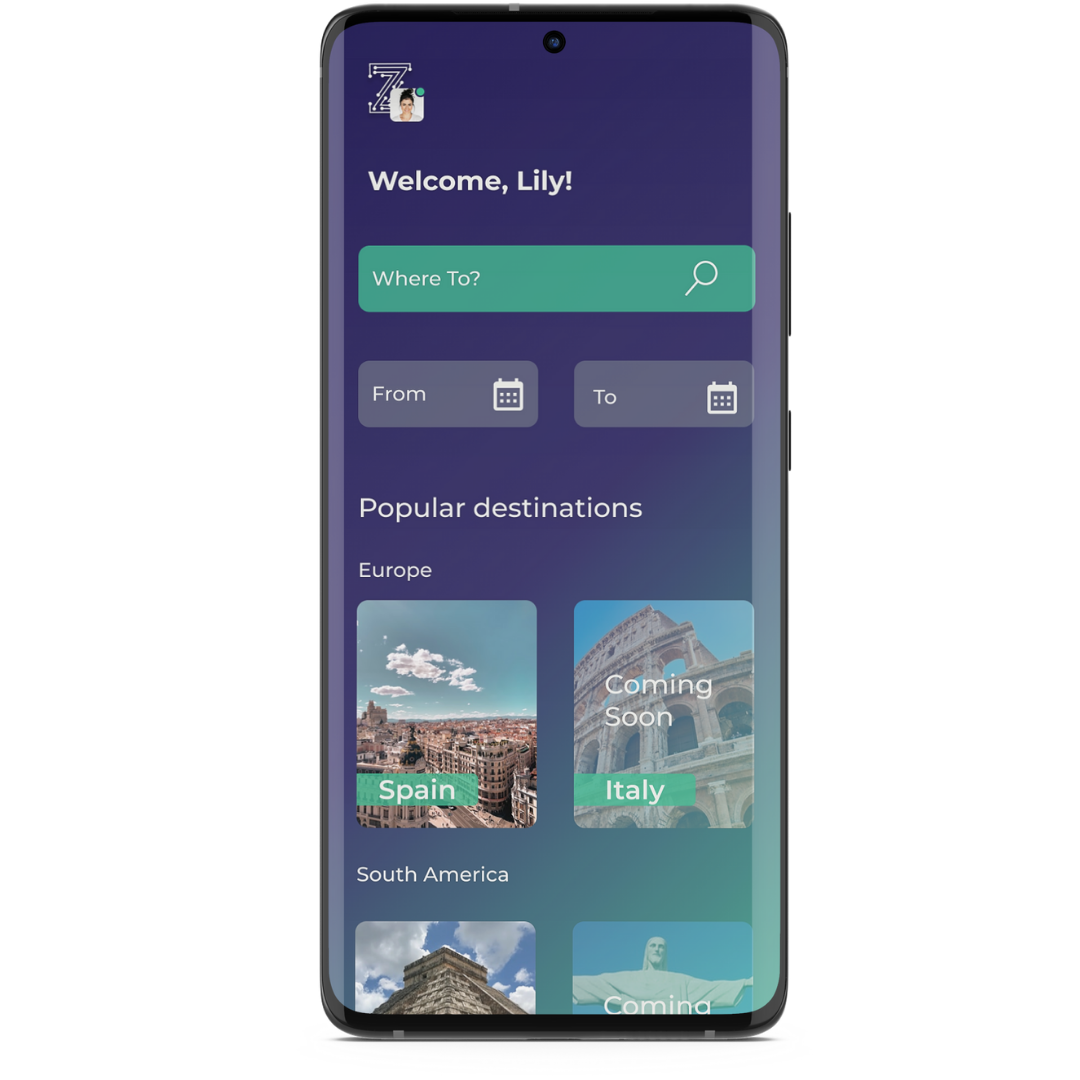 Z
Welcome, Lily!
Where To?
From
To
Popular destinations
Europe
Coming
Soon
Spain
Italy
South America
Coming